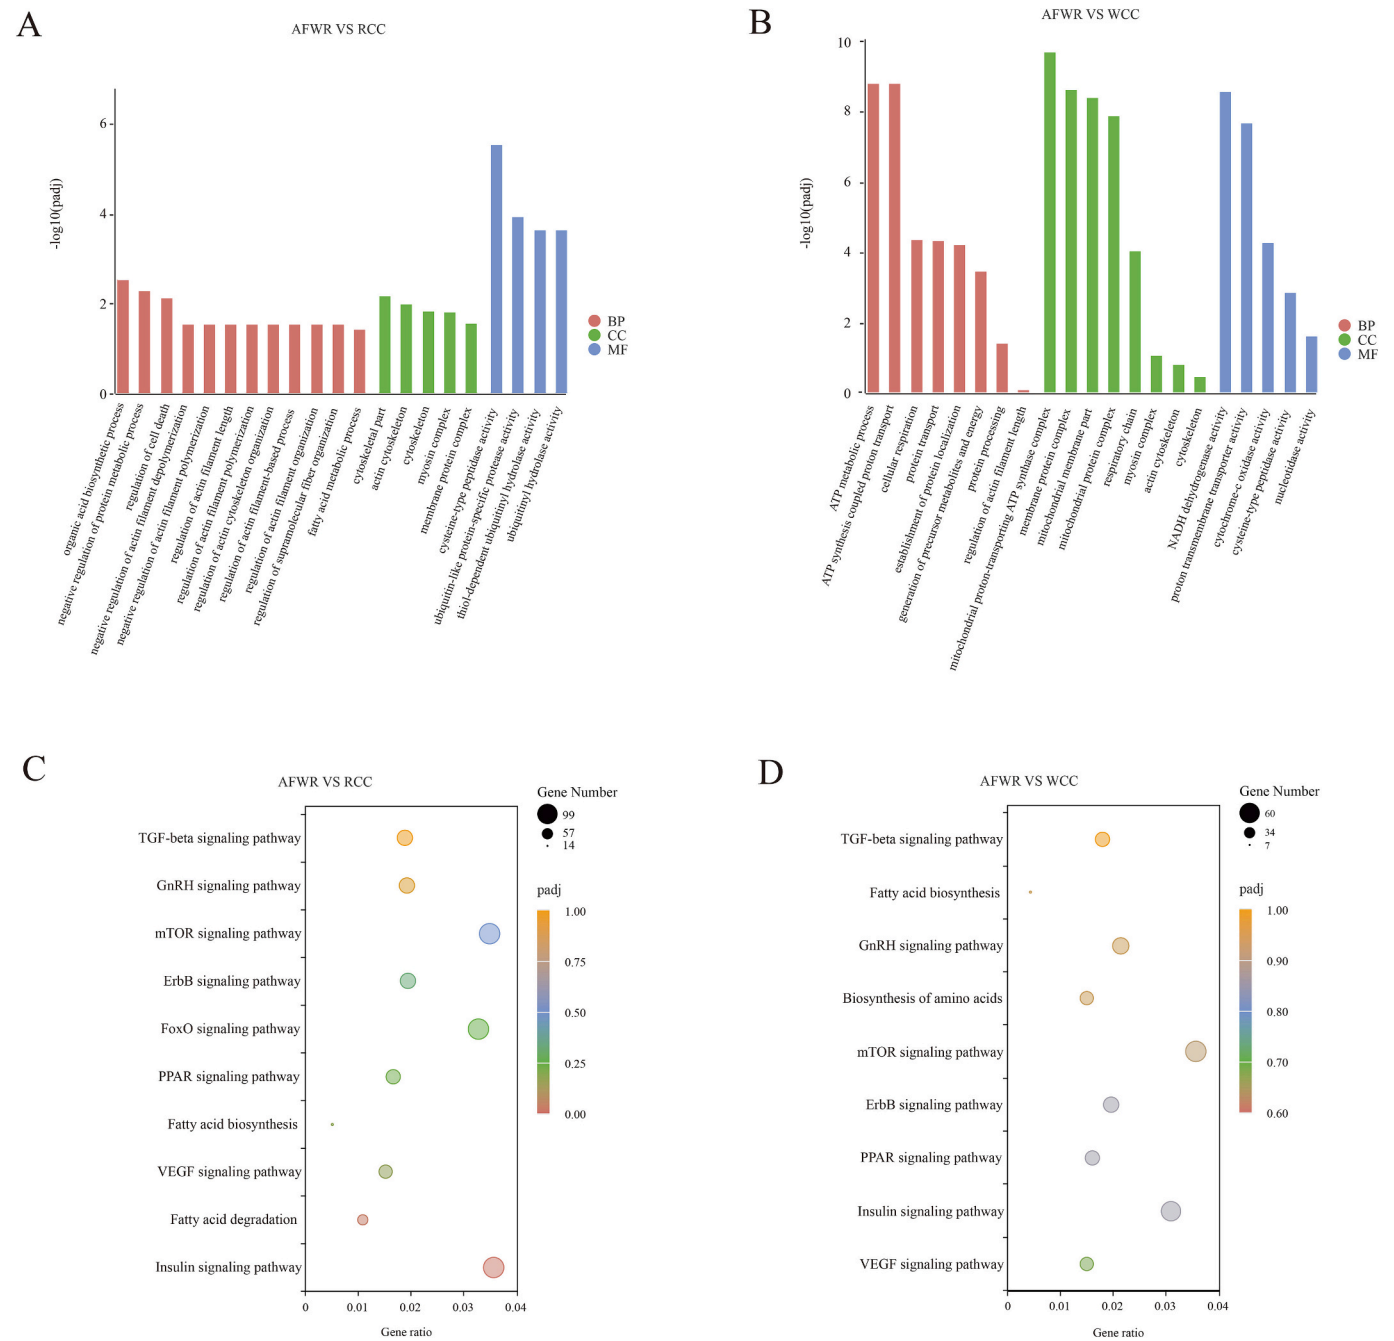 A
AFWR VS RCC
-log10(padj)
6
4
2
0
BP
CC
MF
organic acid biosynthetic process
negative regulation of protein metabolic process
regulation of cell death
negative regulation of actin filament depolymerization
negative regulation of actin filament polymerization
regulation of actin filament length
regulation of actin filament polymerization
regulation of actin cytoskeleton organization
regulation of actin filament-based process
regulation of actin filament organization
regulation of supramolecular fiber organization
fatty acid metabolic process
cytoskeletal part
actin cytoskeleton
cytoskeleton
myosin complex
membrane protein complex
cysteine-type peptidase activity
ubiquitin-like protein-specific protease activity
thiol-dependent ubiquitinyl hydrolase activity
ubiquitinyl hydrolase activity
B
AFWR VS WCC
-log10(padj)
10
8
6
4
2
0
BP
CC
MF
ATP metabolic process
ATP synthesis coupled proton transport
cellular respiration
protein transport
establishment of protein localization
generation of precursor metabolites and energy
protein processing
regulation of actin filament length
mitochondrial proton-transporting ATP synthase complex
membrane protein complex
mitochondrial membrane part
mitochondrial protein complex
respiratory chain
myosin complex
actin cytoskeleton
cytoskeleton
NADH dehydrogenase activity
proton transmembrane transporter activity
cytochrome-c oxidase activity
cysteine-type peptidase activity
nucleotidase activity
C
AFWR VS RCC
TGF-beta signaling pathway
GnRH signaling pathway
mTOR signaling pathway
ErbB signaling pathway
FoxO signaling pathway
PPAR signaling pathway
Fatty acid biosynthesis
VEGF signaling pathway
Fatty acid degradation
Insulin signaling pathway
0 0.01 0.02 0.03 0.04
Gene ratio
Gene Number
99
57
14
padj
1.00
0.75
0.50
0.25
0.00
D
AFWR VS WCC
TGF-beta signaling pathway
Fatty acid biosynthesis
GnRH signaling pathway
Biosynthesis of amino acids
mTOR signaling pathway
ErbB signaling pathway
PPAR signaling pathway
Insulin signaling pathway
VEGF signaling pathway
0 0.01 0.02 0.03 0.04
Gene ratio
Gene Number
60
34
7
padj
1.00
0.90
0.80
0.70
0.60